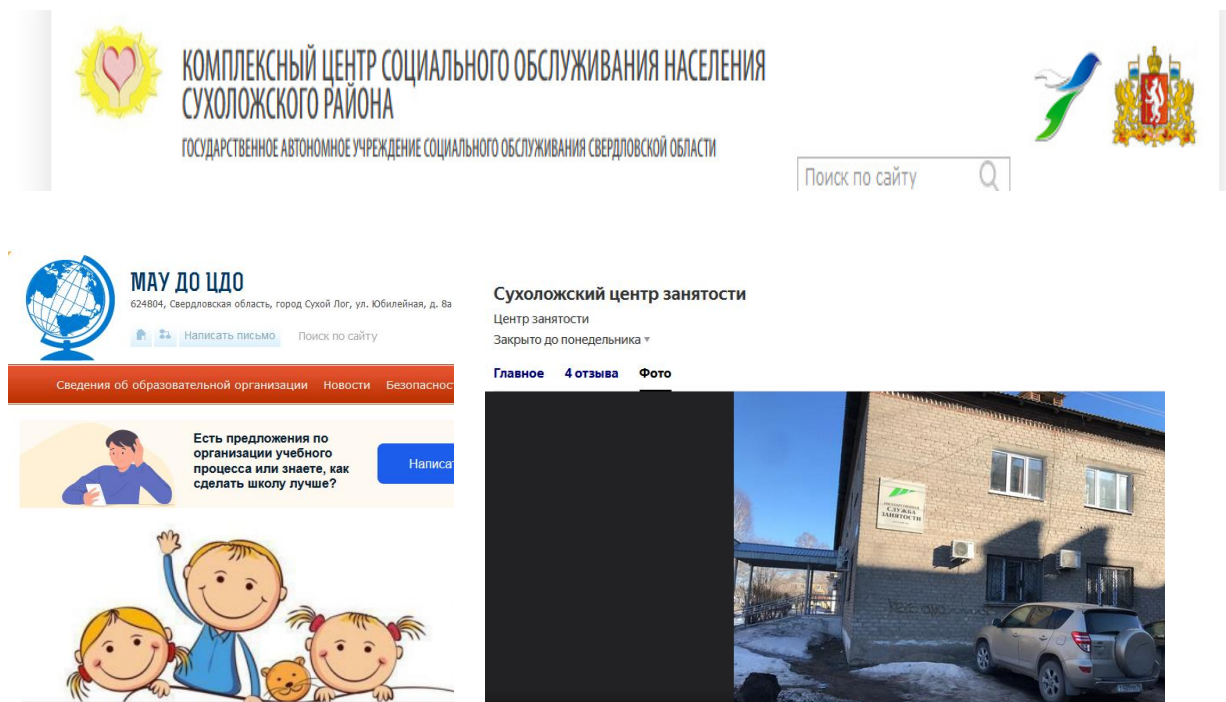 КОМПЛЕКСНЫЙ ЦЕНТР СОЦИАЛЬНОГО ОБСЛУЖИВАНИЯ НАСЕЛЕНИЯ
СУХОЛОЖСКОГО РАЙОНА
ГОСУДАРСТВЕННОЕ АВТОНОМНОЕ УЧРЕЖДЕНИЕ СОЦИАЛЬНОГО ОБСЛУЖИВАНИЯ СВЕРДЛОВСКОЙ ОБЛАСТИ
Поиск по сайту
МАУ ДО ЦДО
624804, Свердловская область, город Сухой Лог, ул. Юбилейная, д. 8а
Написать письмо Поиск по сайту
Сведения об образовательной организации Новости Безопаснос
Есть предложения по
организации учебного
процесса или знаете, как
сделать школу лучше?
Написат
Сухоложский центр занятости
Центр занятости
Закрыто до понедельника
Главное 4 отзыва Фото
СЛУЖБА
ЗАНЯТОСТИ